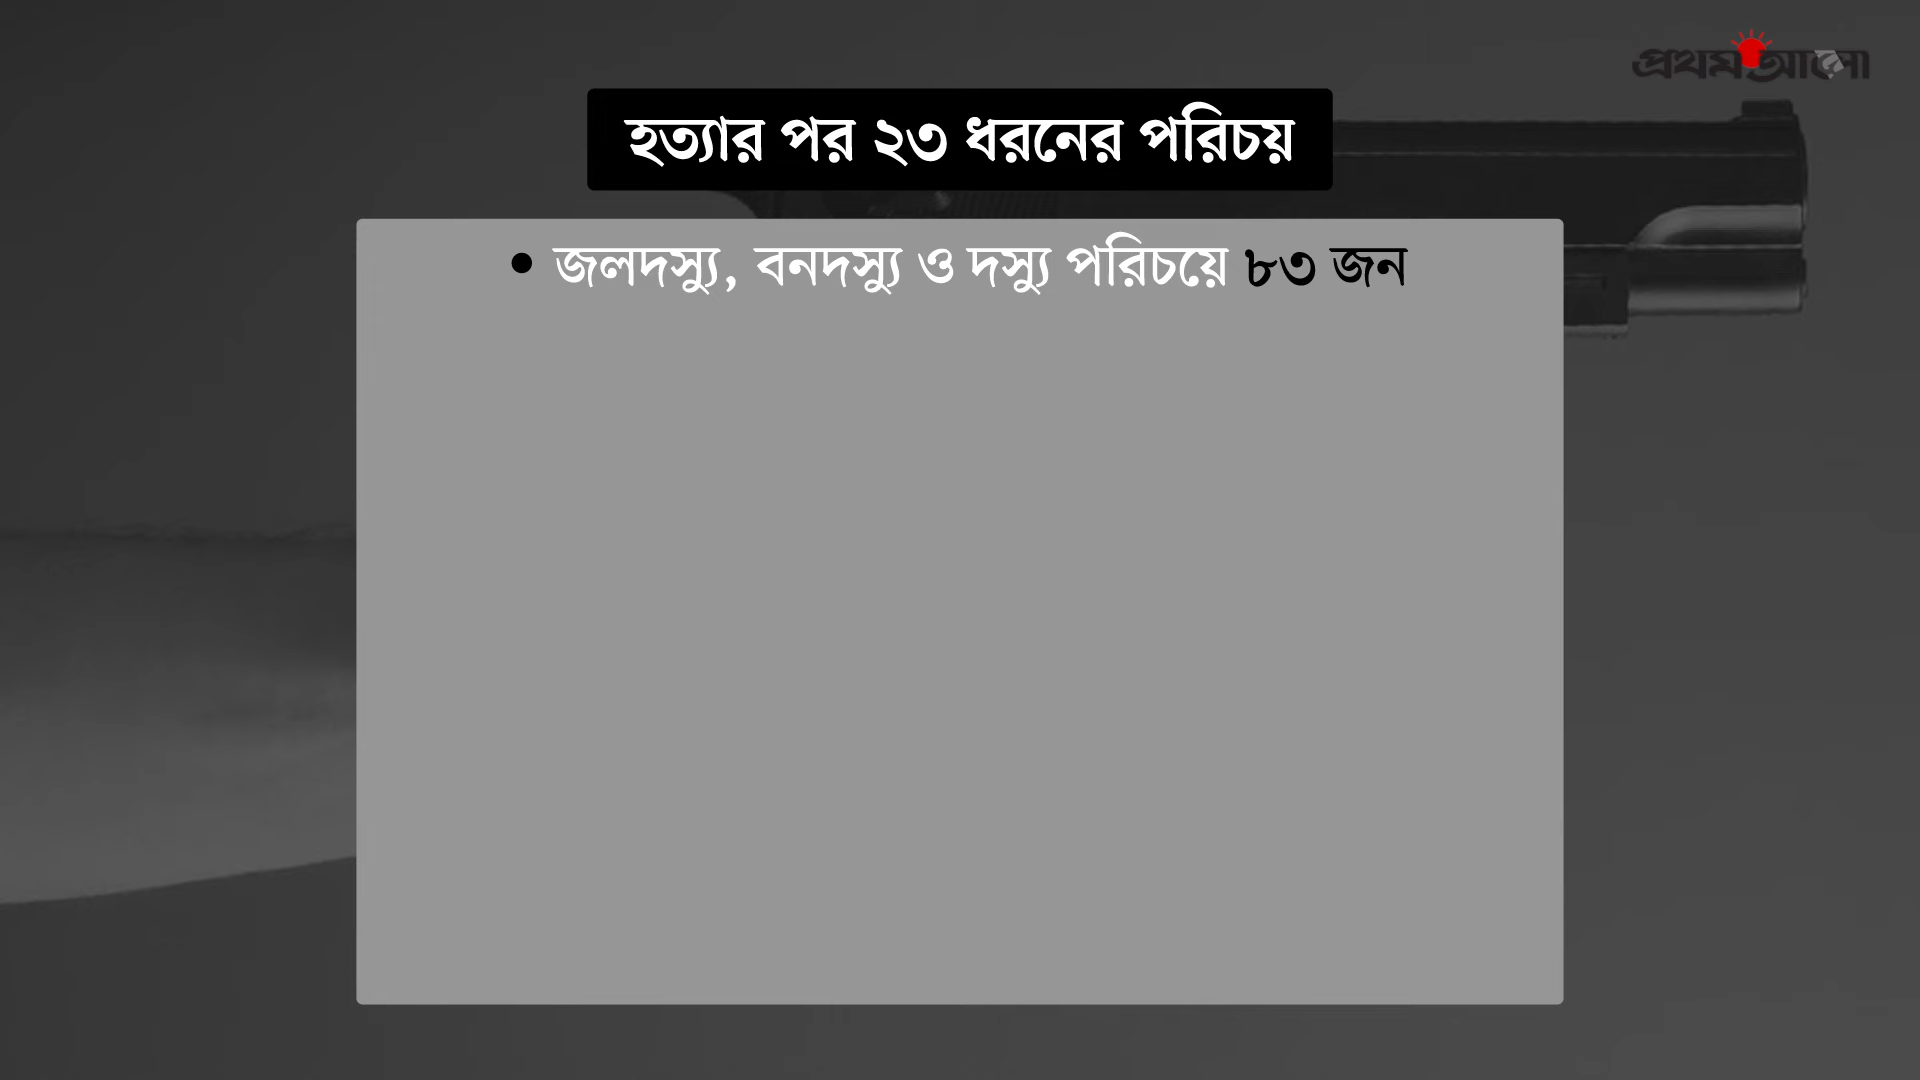 প্রথম আলো
হত্যার পর ২৩ ধরনের পরিচয়
• জলদস্যু, বনদস্যু ও দস্যু পরিচয়ে ৮৩ জন